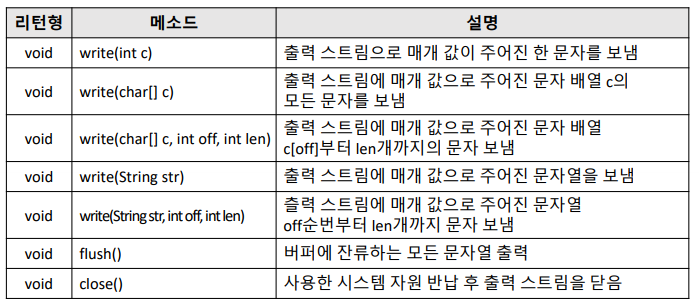 리턴형 메소드 설명
void write(int c) 출력 스트림으로 매개 값이 주어진 한 문자를 보냄
void write(char[] c) 출력 스트림에 매개 값으로 주어진 문자 배열 c의
모든 문자를 보냄
void write(char[] c, int off, int len) 출력 스트림에 매개 값으로 주어진 문자 배열
c[off]부터 len개까지의 문자 보냄
void write(String str) 출력 스트림에 매개 값으로 주어진 문자열을 보냄
void write(String str, int off, int len) 츨력 스트림에 매개 값으로 주어진 문자열
off순번부터 len개까지 문자 보냄
void flush() 버퍼에 잔류하는 모든 문자열 출력
void close() 사용한 시스템 자원 반납 후 출력 스트림을 닫음